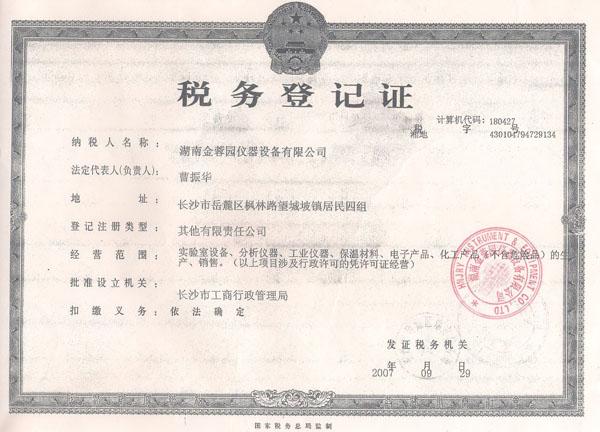 税务登记证
计算机代码：180427
湘地 税 字 430104794729134 号
纳税人名称： 湖南金蓉园仪器设备有限公司
法定代表人(负责人)： 曹振华
地 址： 长沙市岳麓区枫林路望城坡镇居民四组
登记注册类型： 其他有限责任公司
经营范围： 实验室设备、分析仪器、工业仪器、保温材料、电子产品、化工产品（不含危险品）的生
产、销售。（以上项目涉及行政许可的凭许可证经营）
批准设立机关： 长沙市工商行政管理局
扣缴义务： 依法确定
发证税务机关
2007年 09月 29日
国家税务总局监制